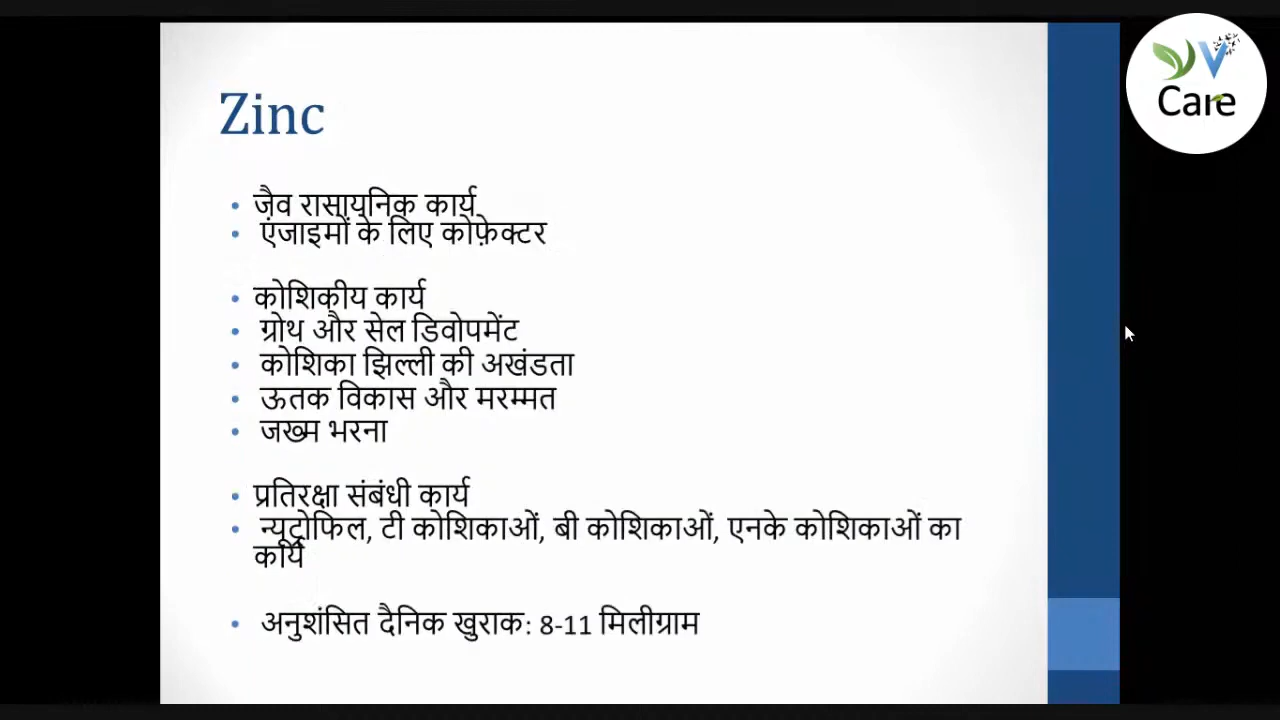 Zinc
• जैव रासायनिक कार्य
• एंजाइमों के लिए कोफ़ेक्टर
• कोशिकीय कार्य
• ग्रोथ और सेल डिवोपमेंट
• कोशिका झिल्ली की अखंडता
• ऊतक विकास और मरम्मत
• जख्म भरना
• प्रतिरक्षा संबंधी कार्य
• न्यूट्रोफिल, टी कोशिकाओं, बी कोशिकाओं, एनके कोशिकाओं का
कार्य
• अनुशंसित दैनिक खुराक: 8-11 मिलीग्राम
V
Care